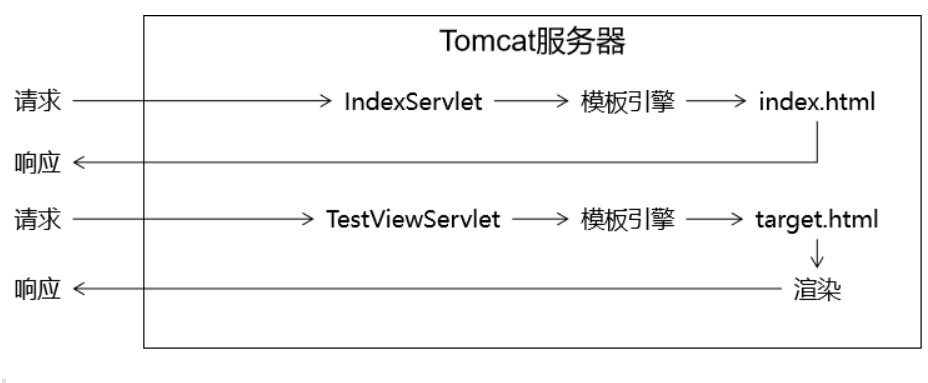 Tomcat服务器
请求 IndexServlet 模板引擎 index.html
响应
请求 TestViewServlet 模板引擎 target.html
响应 渲染